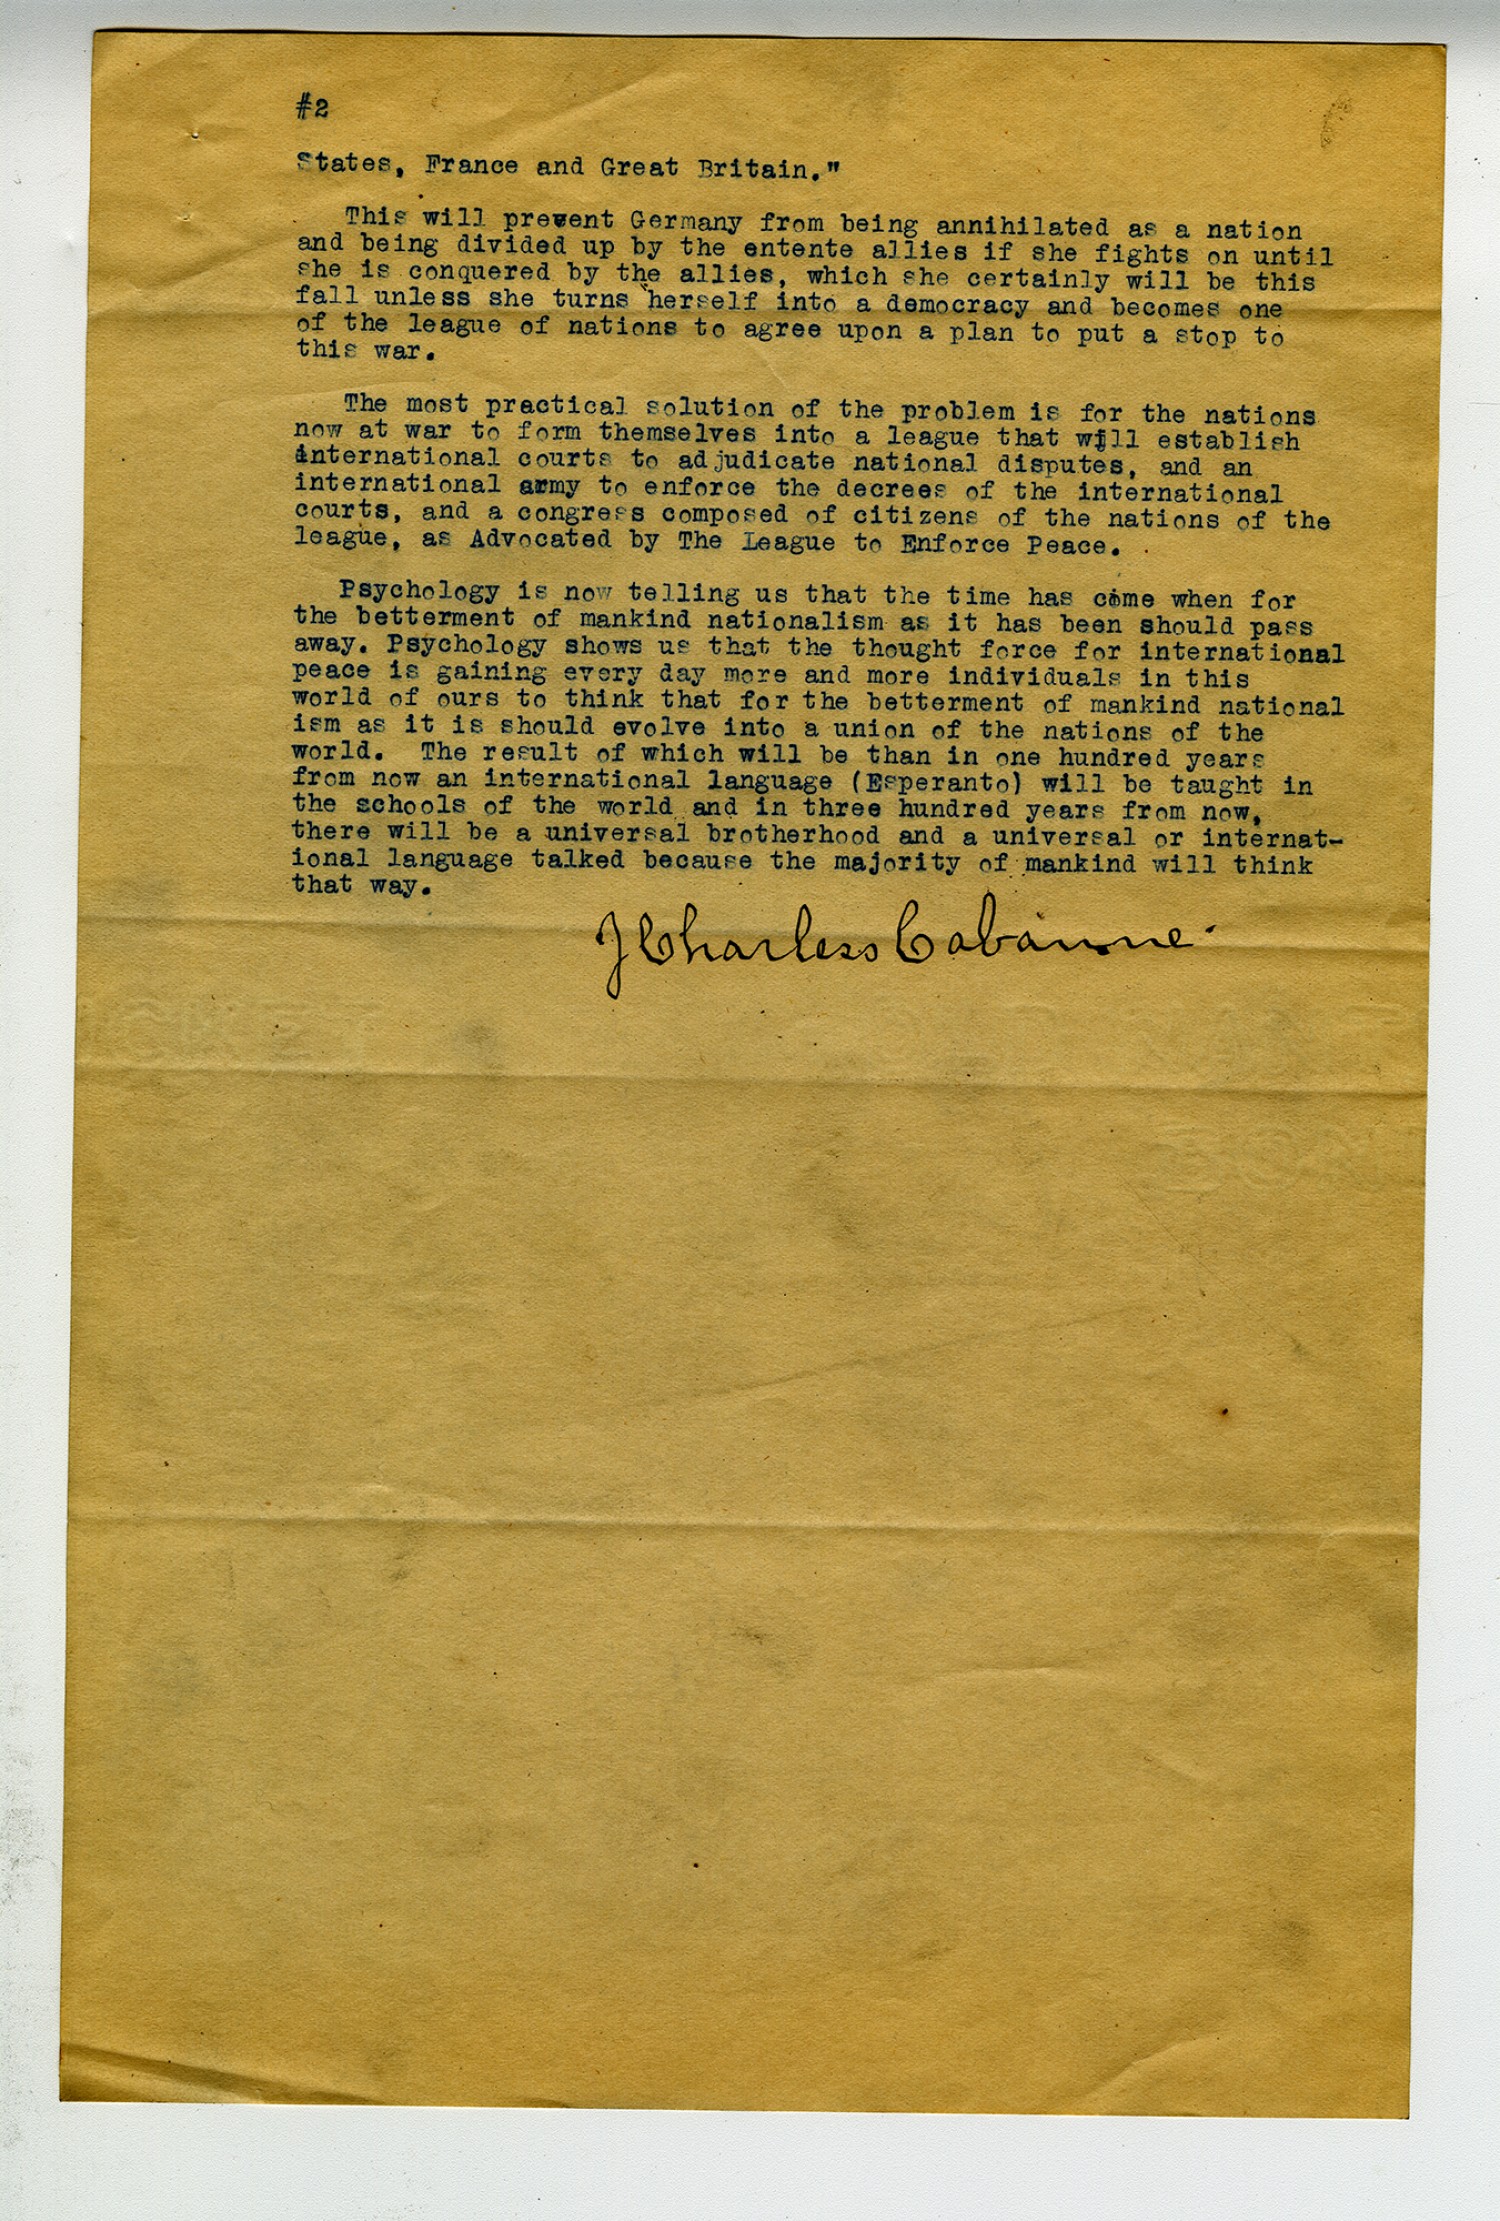 #2
States, France and Great Britain."
This will prevent Germany from being annihilated as a nation
and being divided up by the entente allies if she fights on until
she is conquered by the allies, which she certainly will be this
fall unless she turns herself into a democracy and becomes one
of the league of nations to agree upon a plan to put a stop to
this war.
The most practical solution of the problem is for the nations
now at war to form themselves into a league that will establish
international courts to adjudicate national disputes, and an
international army to enforce the decrees of the international
courts, and a congress composed of citizens of the nations of the
league, as Advocated by The League to Enforce Peace.
Psychology is now telling us that the time has come when for
the betterment of mankind nationalism as it has been should pass
away. Psychology shows us that the thought force for international
peace is gaining every day more and more individuals in this
world of ours to think that for the betterment of mankind national
ism as it is should evolve into a union of the nations of the
world. The result of which will be than in one hundred years
from now an international language (Esperanto) will be taught in
the schools of the world and in three hundred years from now,
there will be a universal brotherhood and a universal or internat-
ional language talked because the majority of mankind will think
that way.
J Charless Cabanne